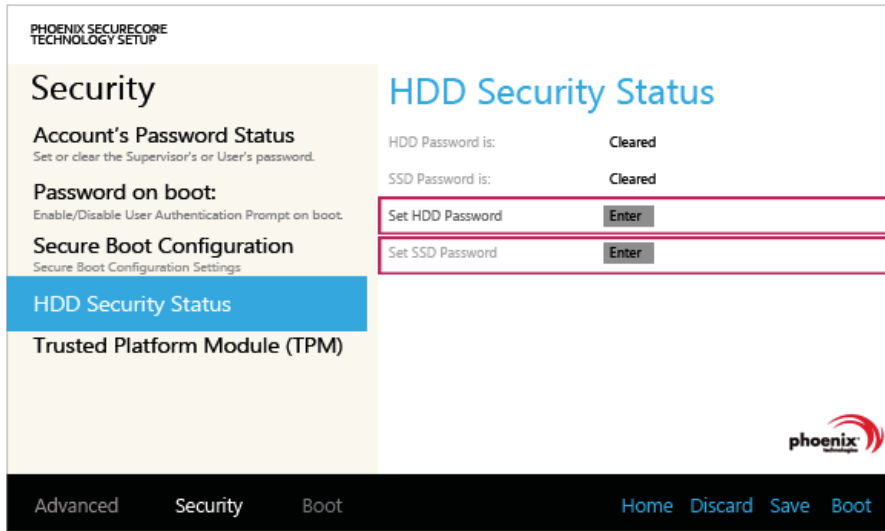 PHOENIX SECURECORE
TECHNOLOGY SETUP
Security
Account's Password Status
Set or clear the Supervisor's or User's password.
Password on boot:
Enable/Disable User Authentication Prompt on boot.
Secure Boot Configuration
Secure Boot Configuration Settings
HDD Security Status
Trusted Platform Module (TPM)
HDD Security Status
HDD Password is: Cleared
SSD Password is: Cleared
Set HDD Password Enter
Set SSD Password Enter
phoenix
technologies
Advanced Security Boot Home Discard Save Boot